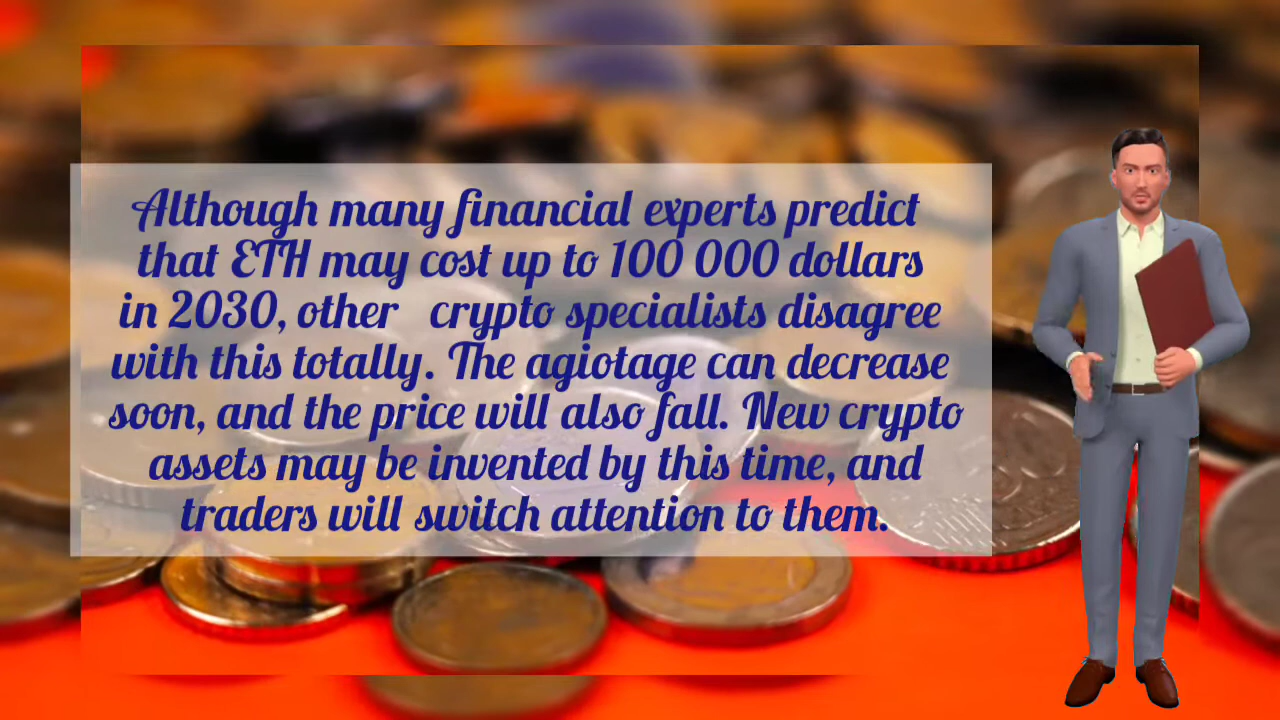 Although many financial experts predict
that ETH may cost up to 100 000 dollars
in 2030, other crypto specialists disagree
with this totally. The agiotage can decrease
soon, and the price will also fall. New crypto
assets may be invented by this time, and
traders will switch attention to them.